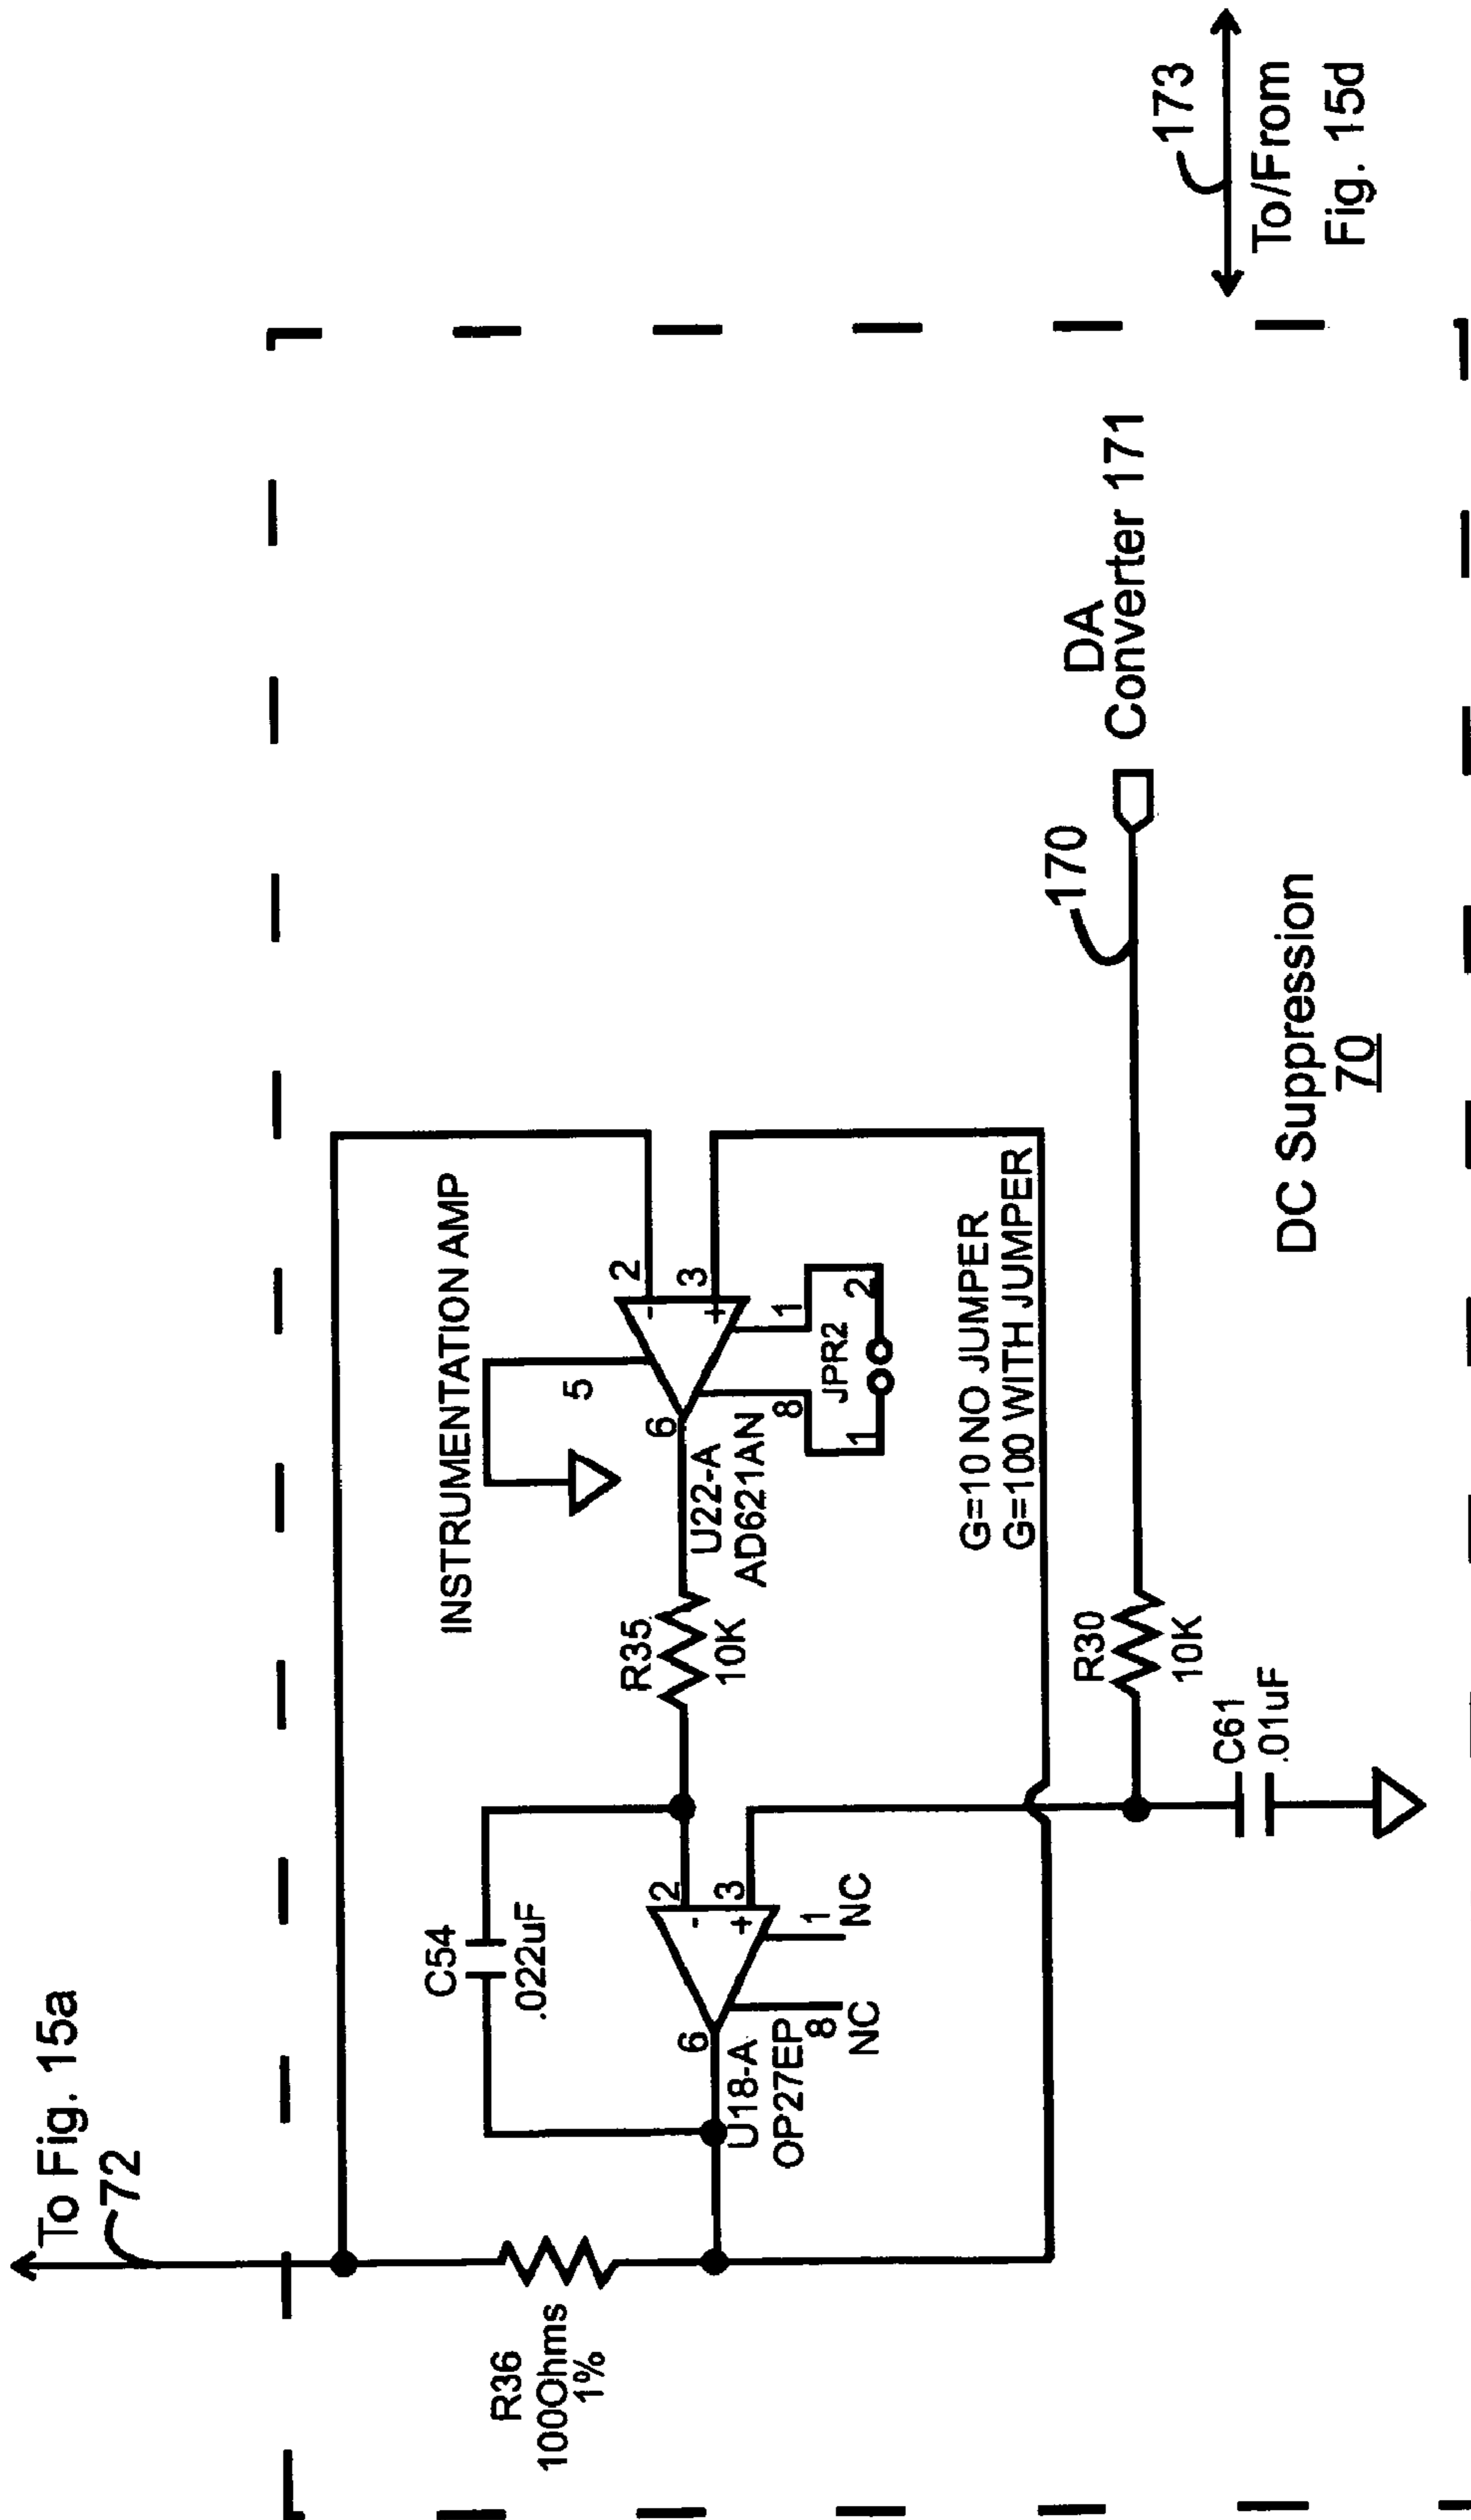 To Fig. 15a
72
R36
100Ohms
1%
C54
.022uF
2
3
6
U18-A
OP27EP
8
NC
1
NC
R35
10K
INSTRUMENTATION AMP
5
6
U22-A
AD621AN
2
-
3
+
-
+
8
1
JPR2
1
2
G=10 NO JUMPER
G=100 WITH JUMPER
R30
10K
C61
.01uF
170
DA
Converter 171
DC Suppression
70
173
To/From
Fig. 15d